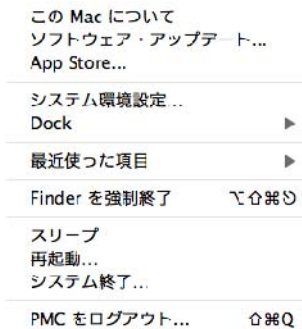 この Mac について
ソフトウェア・アップデート...
App Store...
システム環境設定...
Dock ▶
最近使った項目 ▶
Finder を強制終了 ⌥⇧⌘⎋
スリープ
再起動...
システム終了...
PMC をログアウト... ⇧⌘Q